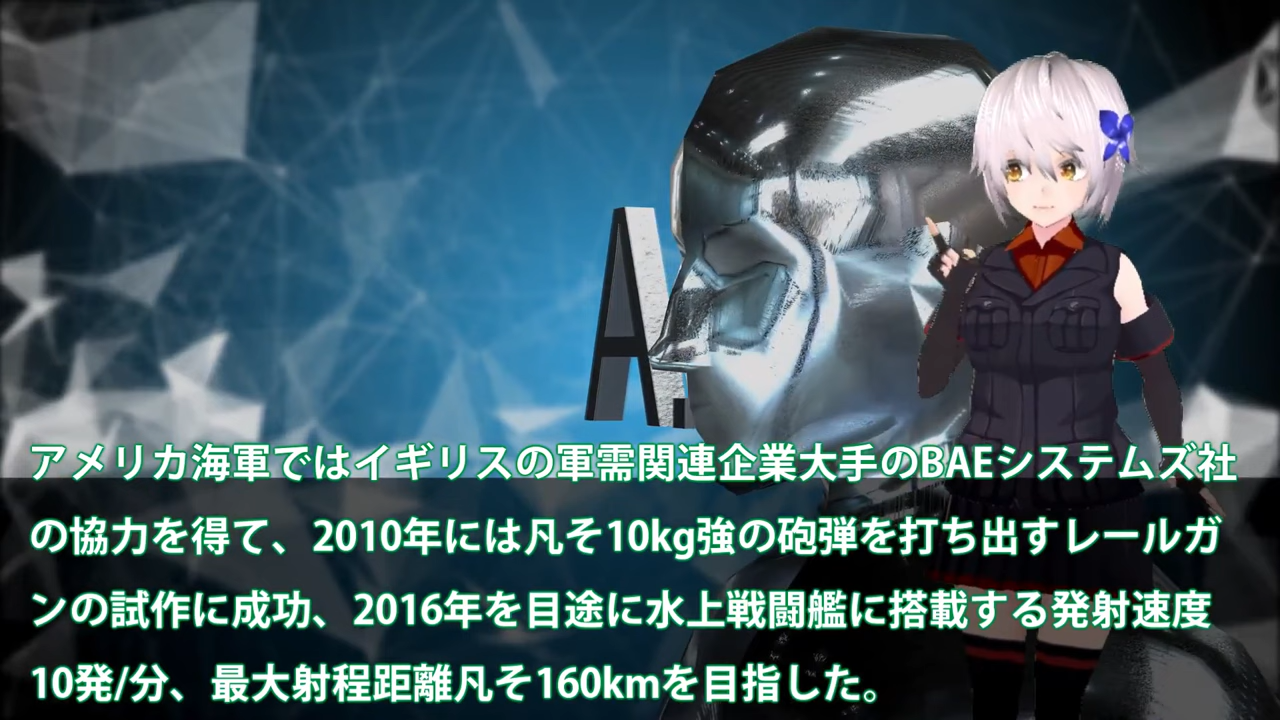 A.
アメリカ海軍ではイギリスの軍需関連企業大手のBAEシステムズ社
の協力を得て、2010年には凡そ10kg強の砲弾を打ち出すレールガ
ンの試作に成功、2016年を目途に水上戦闘艦に搭載する発射速度
10発/分、最大射程距離凡そ160kmを目指した。